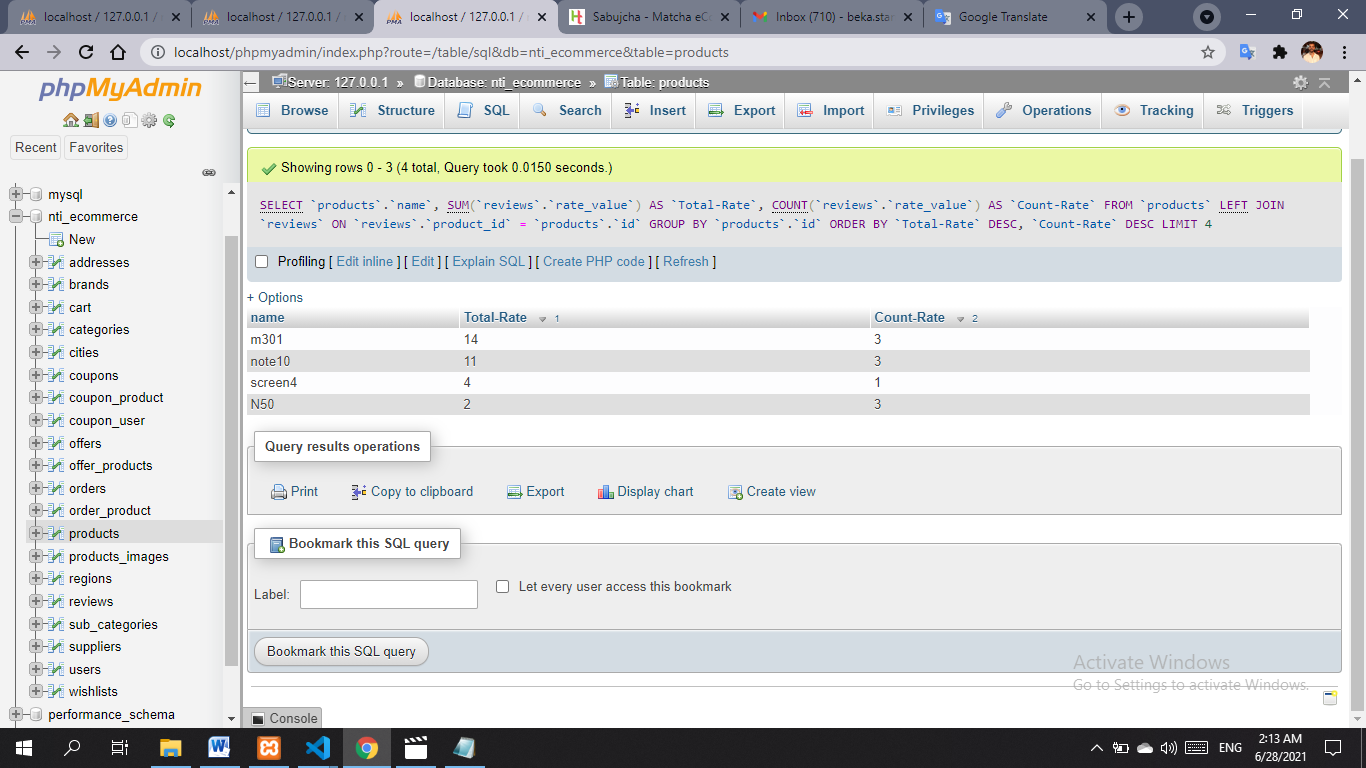 localhost / 127.0.0.1 /
localhost / 127.0.0.1 /
localhost / 127.0.0.1 /
Sabujcha - Matcha eC
Inbox (710) - beka.sta
Google Translate
localhost/phpmyadmin/index.php?route=/table/sql&db=nti_ecommerce&table=products
phpMyAdmin
Recent
Favorites
mysql
nti_ecommerce
New
addresses
brands
cart
categories
cities
coupons
coupon_product
coupon_user
offers
offer_products
orders
order_product
products
products_images
regions
reviews
sub_categories
suppliers
users
wishlists
performance_schema
Server: 127.0.0.1 » Database: nti_ecommerce » Table: products
Browse Structure SQL Search Insert Export Import Privileges Operations Tracking Triggers
Showing rows 0 - 3 (4 total, Query took 0.0150 seconds.)
SELECT `products`.`name`, SUM(`reviews`.`rate_value`) AS `Total-Rate`, COUNT(`reviews`.`rate_value`) AS `Count-Rate` FROM `products` LEFT JOIN
`reviews` ON `reviews`.`product_id` = `products`.`id` GROUP BY `products`.`id` ORDER BY `Total-Rate` DESC, `Count-Rate` DESC LIMIT 4
Profiling [ Edit inline ] [ Edit ] [ Explain SQL ] [ Create PHP code ] [ Refresh ]
+ Options
name Total-Rate 1 Count-Rate 2
m301 14 3
note10 11 3
screen4 4 1
N50 2 3
Query results operations
Print Copy to clipboard Export Display chart Create view
Bookmark this SQL query
Label: Let every user access this bookmark
Bookmark this SQL query
Activate Windows
Go to Settings to activate Windows.
Console
ENG
2:13 AM
6/28/2021